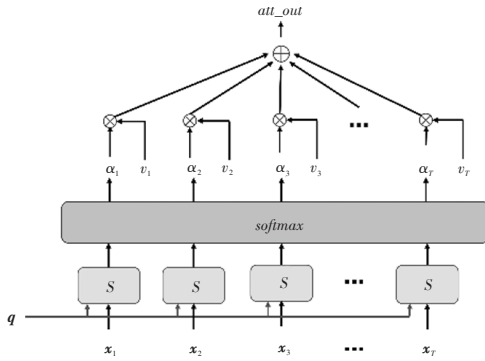 att_out
α1 v1 α2 v2 α3 v3 αT vT
softmax
S S S S
q
x1 x2 x3 xT